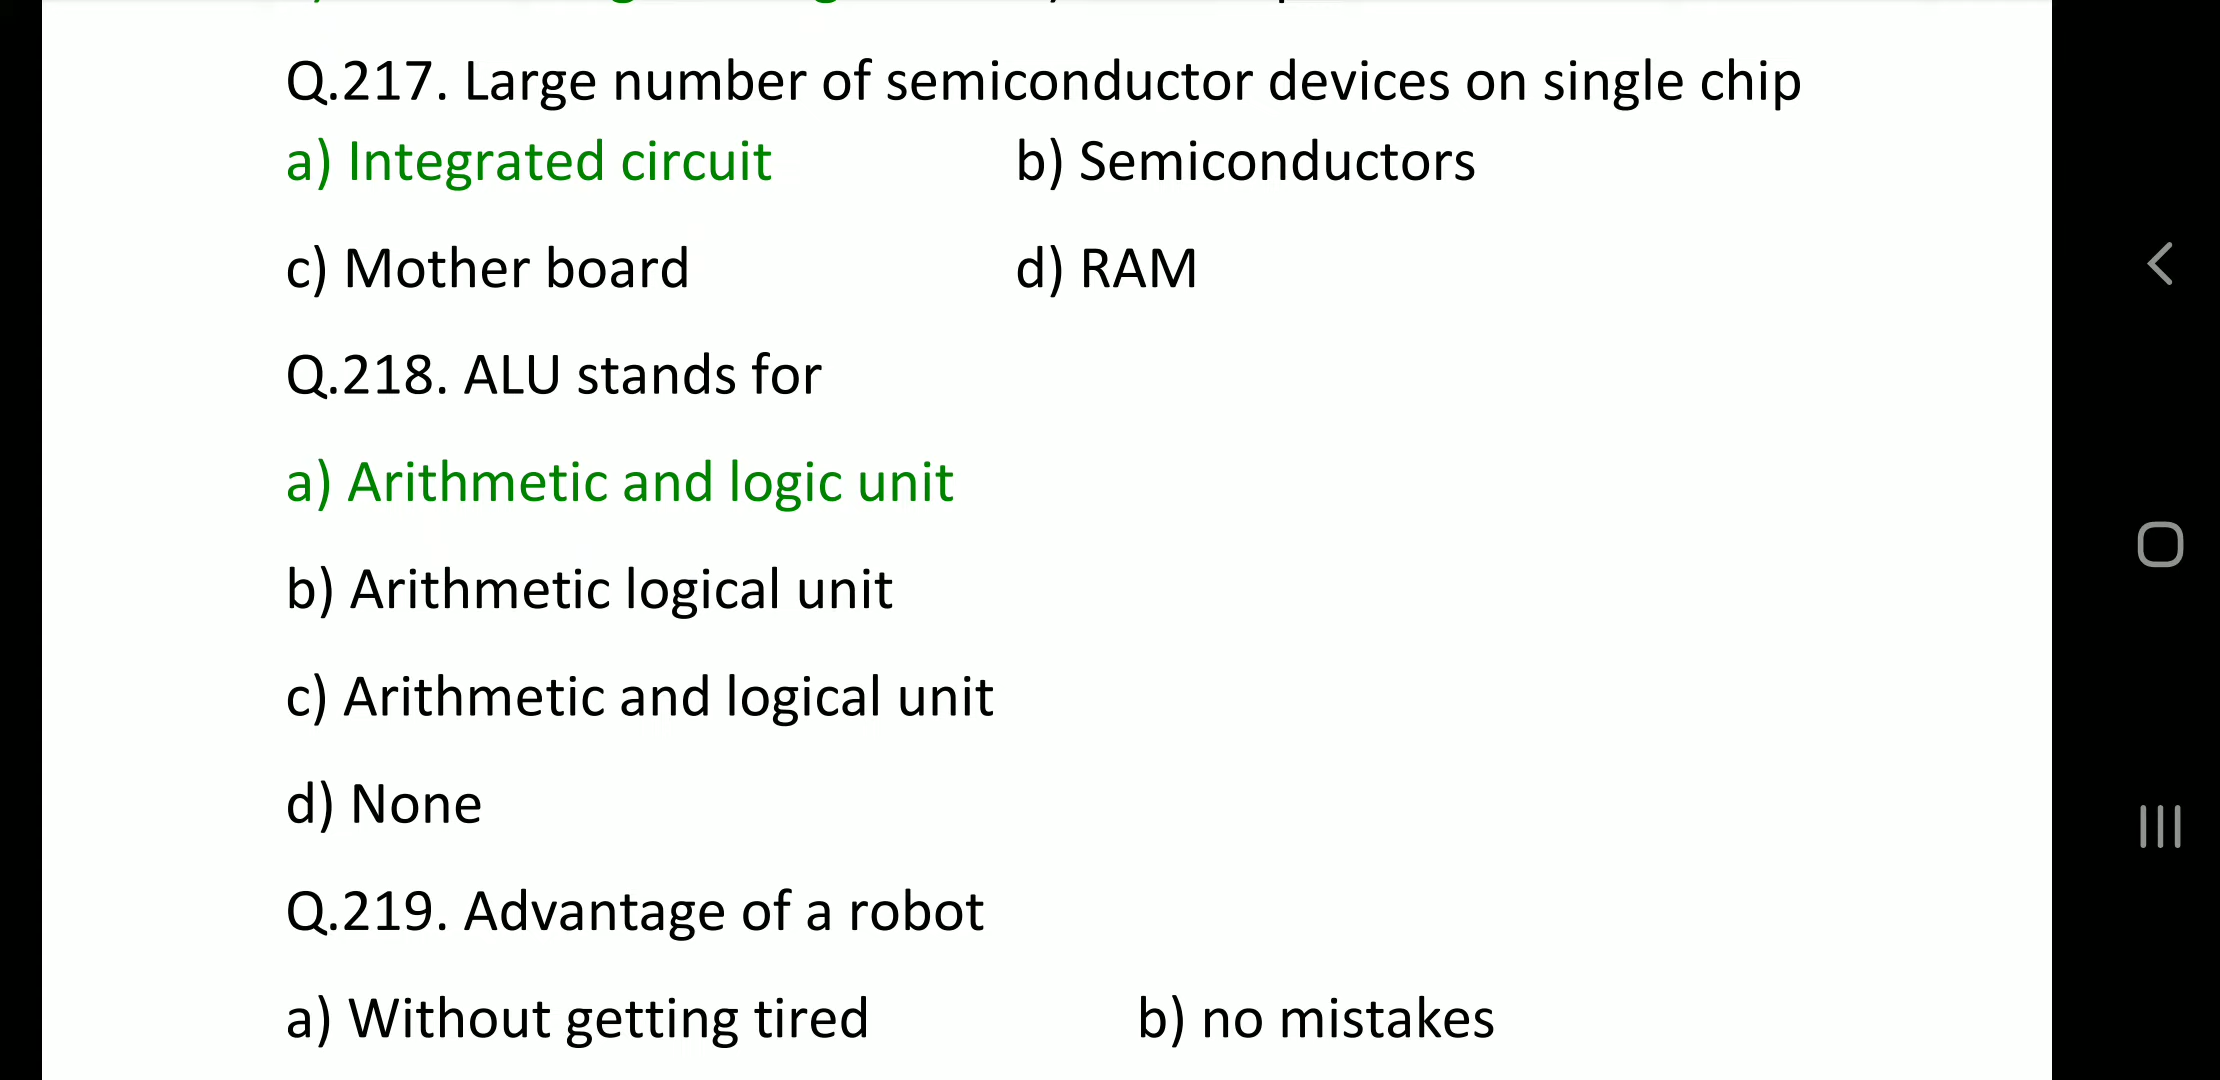 Q.217. Large number of semiconductor devices on single chip
a) Integrated circuit b) Semiconductors
c) Mother board d) RAM
Q.218. ALU stands for
a) Arithmetic and logic unit
b) Arithmetic logical unit
c) Arithmetic and logical unit
d) None
Q.219. Advantage of a robot
a) Without getting tired b) no mistakes